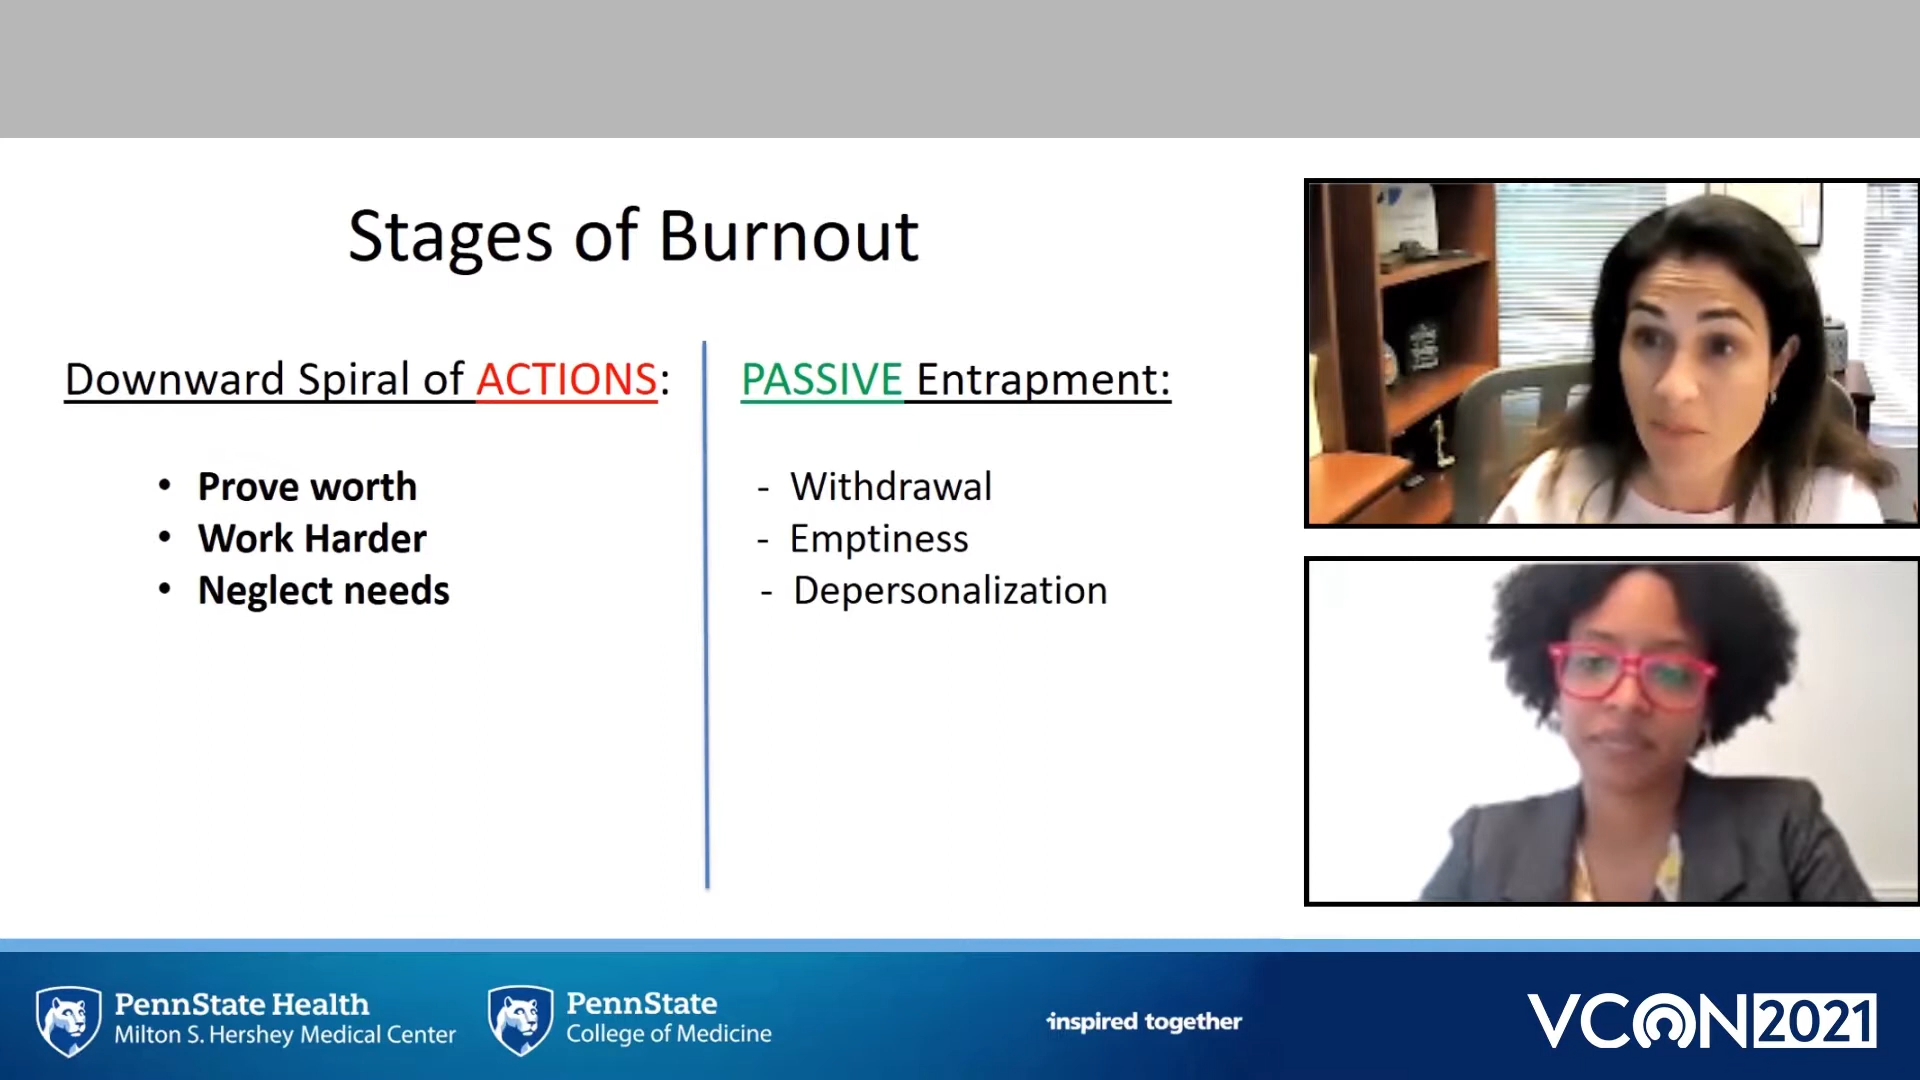 Stages of Burnout
Downward Spiral of ACTIONS:
• Prove worth
• Work Harder
• Neglect needs
PASSIVE Entrapment:
- Withdrawal
- Emptiness
- Depersonalization
PennState Health
Milton S. Hershey Medical Center
PennState
College of Medicine
inspired together
VCON2021